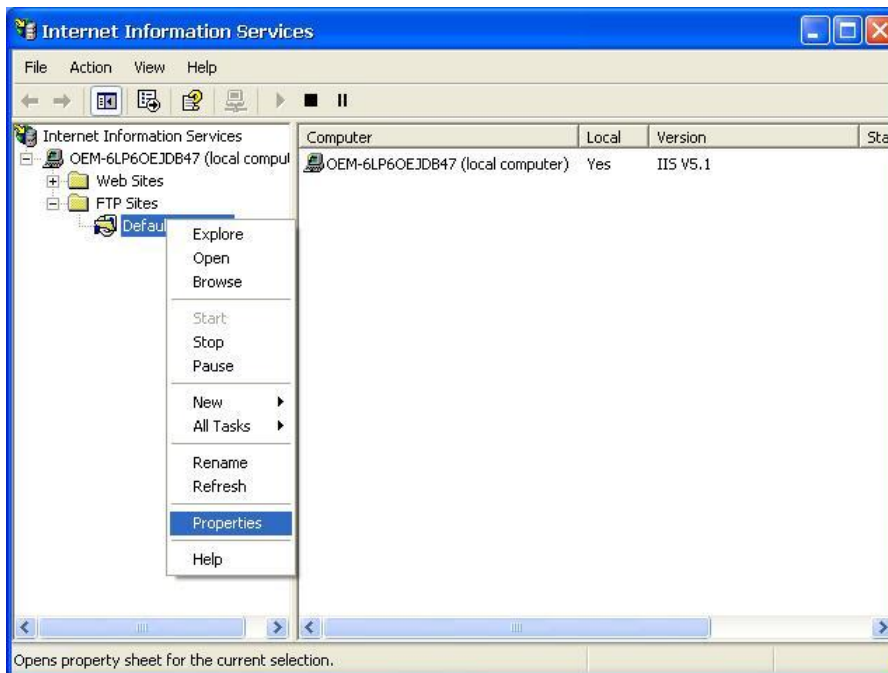 Internet Information Services
File Action View Help
Internet Information Services
Computer Local Version Sta
OEM-6LP6OEJDB47 (local comput
OEM-6LP6OEJDB47 (local computer) Yes IIS V5.1
Web Sites
FTP Sites
Defaul
Explore
Open
Browse
Start
Stop
Pause
New
All Tasks
Rename
Refresh
Properties
Help
Opens property sheet for the current selection.